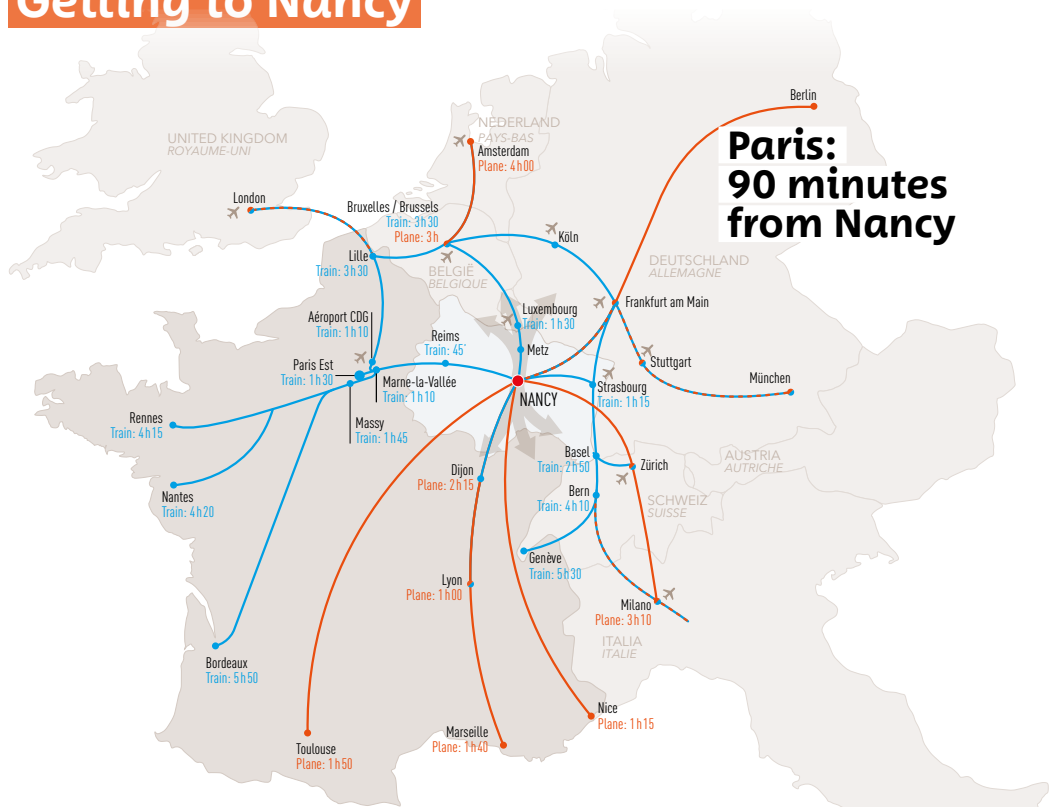 Getting to Nancy
Berlin
Paris:
90 minutes
from Nancy
NEDERLAND
PAYS-BAS
Amsterdam
Plane: 4h00
UNITED KINGDOM
ROYAUME-UNI
London
Bruxelles / Brussels
Train: 3h30
Plane: 3h
Köln
Lille
Train: 3h30
BELGIË
BELGIQUE
DEUTSCHLAND
ALLEMAGNE
Frankfurt am Main
Luxembourg
Train: 1h30
Aéroport CDG
Train: 1h10
Reims
Train: 45'
Metz
Stuttgart
Paris Est
Train: 1h30
Marne-la-Vallée
Train: 1h10
München
NANCY
Strasbourg
Train: 1h15
Rennes
Train: 4h15
Massy
Train: 1h45
Basel
Train: 2h50
Zürich
AUSTRIA
AUTRICHE
Dijon
Plane: 2h15
Nantes
Train: 4h20
Bern
Train: 4h10
SCHWEIZ
SUISSE
Genève
Train: 5h30
Lyon
Plane: 1h00
Milano
Plane: 3h10
ITALIA
ITALIE
Bordeaux
Train: 5h50
Nice
Plane: 1h15
Marseille
Plane: 1h40
Toulouse
Plane: 1h50